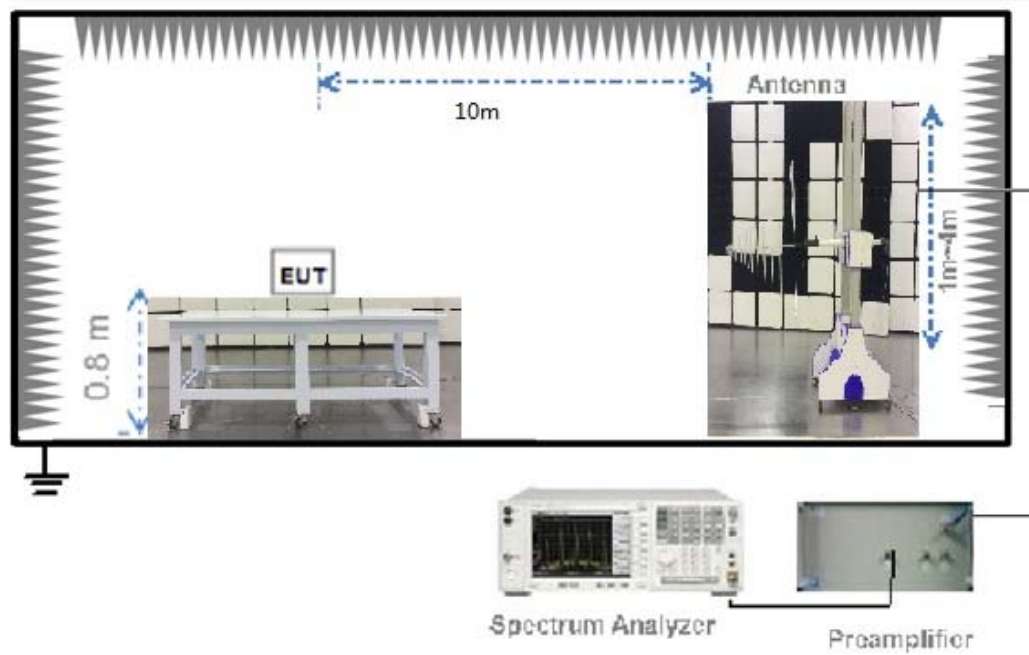 10m
Antenna
1m-4m
EUT
0.8 m
Spectrum Analyzer
Preamplifier